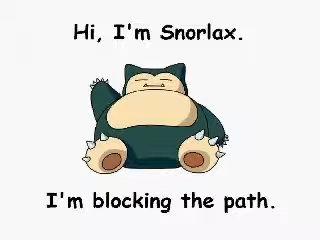 Hi, I'm Snorlax.
I'm blocking the path.